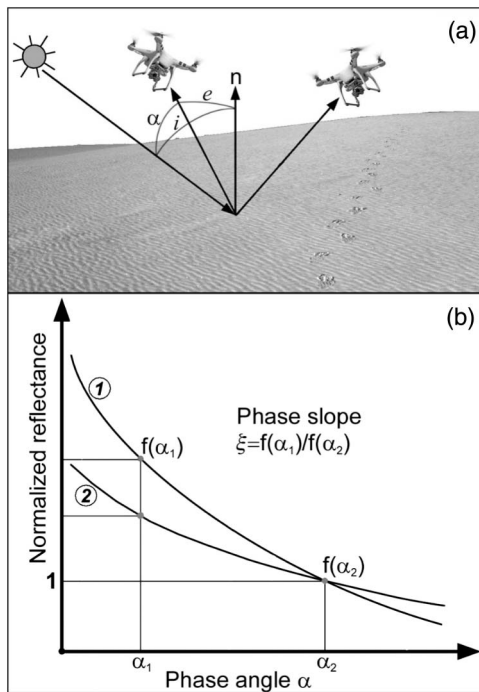 (a)
n
e
α
i
(b)
Normalized reflectance
1
Phase slope
ξ=f(α₁)/f(α₂)
f(α₁)
2
f(α₂)
1
α₁ α₂
Phase angle α